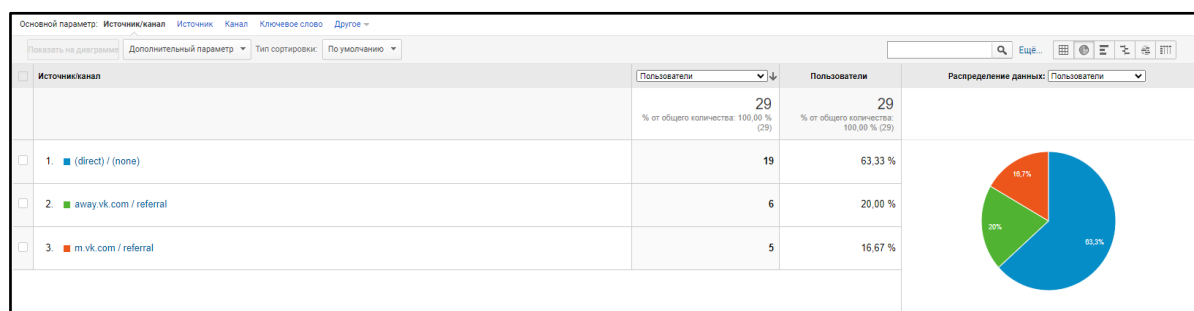 Основной параметр: Источник/канал Источник Канал Ключевое слово Другое
Показать на диаграмме Дополнительный параметр Тип сортировки: По умолчанию Ещё...
Источник/канал Пользователи Пользователи Распределение данных: Пользователи
29 29
% от общего количества: 100,00 % % от общего количества:
(29) 100,00 % (29)
1. (direct) / (none) 19 63,33 %
2. away.vk.com / referral 6 20,00 %
3. m.vk.com / referral 5 16,67 %
16,7%
20%
63,3%